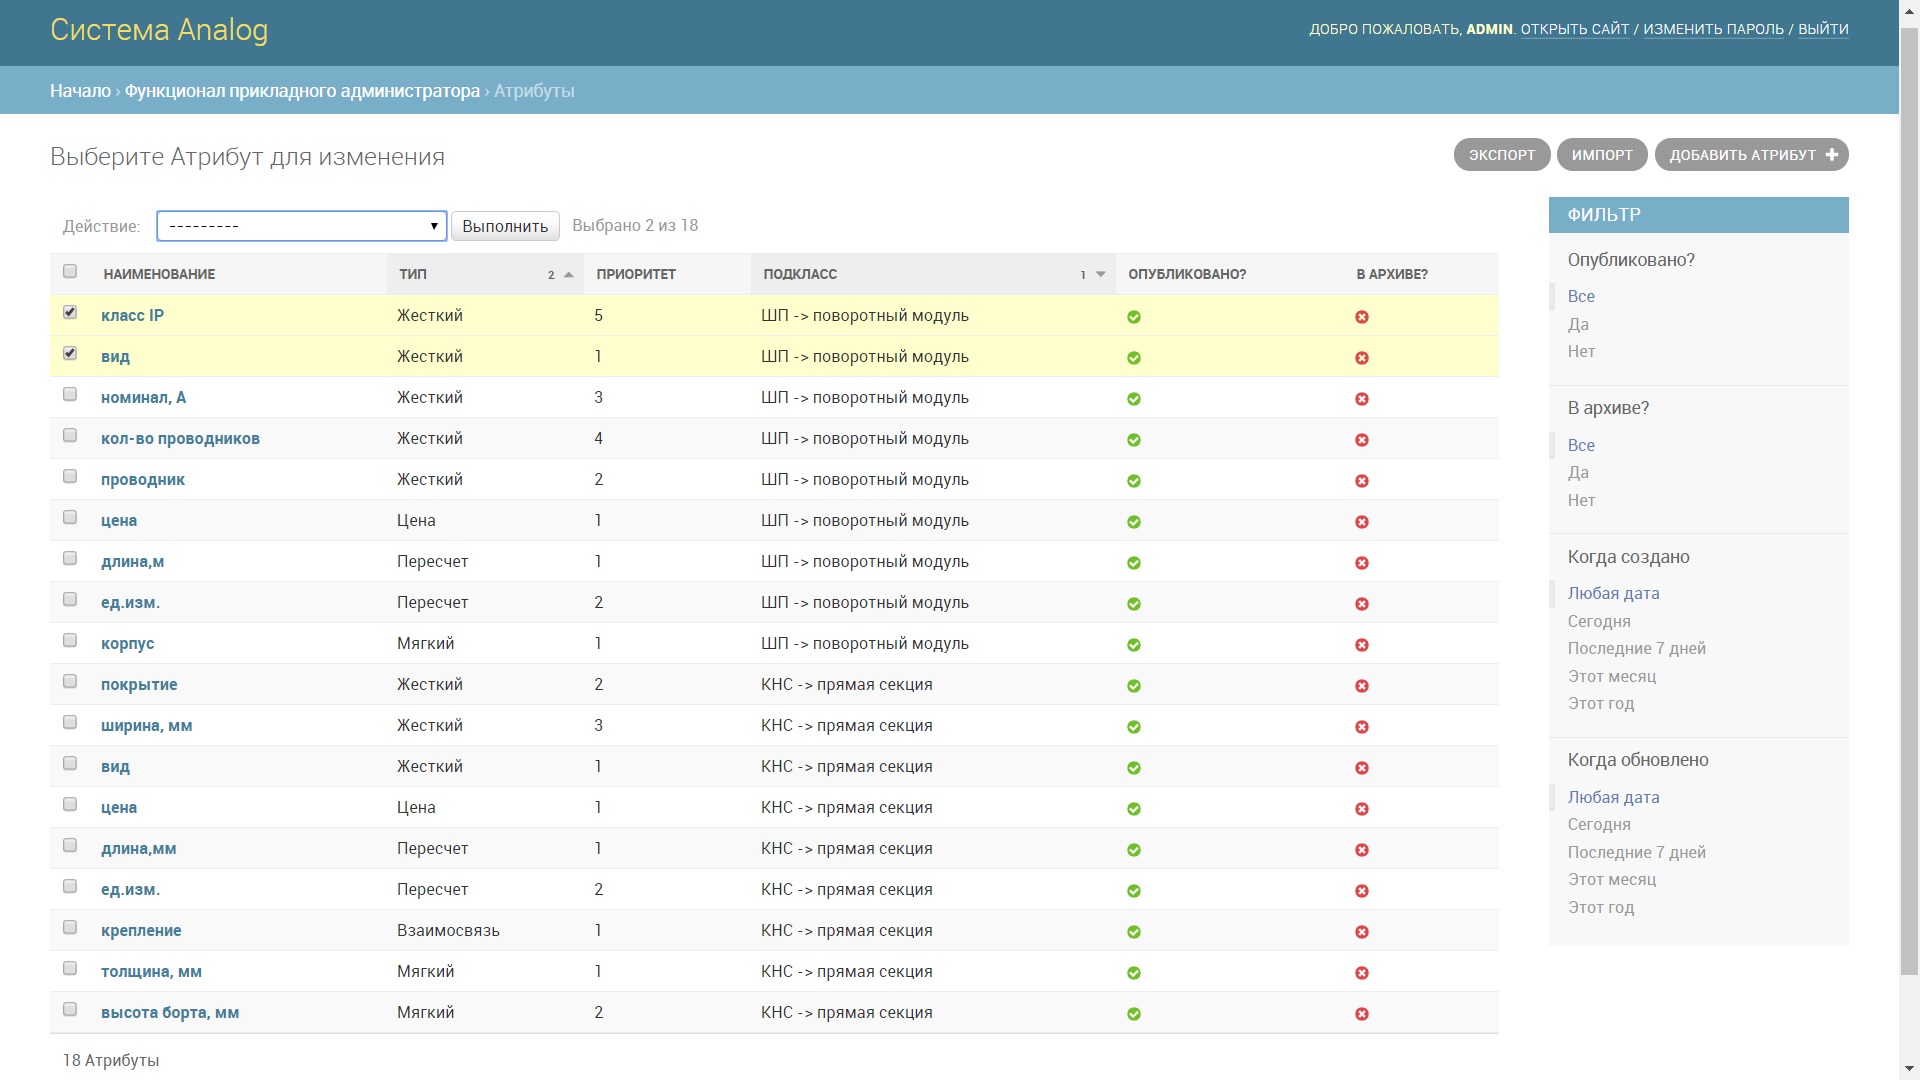 Система Analog
ДОБРО ПОЖАЛОВАТЬ, ADMIN. ОТКРЫТЬ САЙТ / ИЗМЕНИТЬ ПАРОЛЬ / ВЫЙТИ
Начало › Функционал прикладного администратора › Атрибуты
Выберите Атрибут для изменения
ЭКСПОРТ ИМПОРТ ДОБАВИТЬ АТРИБУТ +
Действие: --------- Выполнить Выбрано 2 из 18
НАИМЕНОВАНИЕ ТИП 2 ПРИОРИТЕТ ПОДКЛАСС 1 ОПУБЛИКОВАНО? В АРХИВЕ?
класс IP Жесткий 5 ШП -> поворотный модуль
вид Жесткий 1 ШП -> поворотный модуль
номинал, А Жесткий 3 ШП -> поворотный модуль
кол-во проводников Жесткий 4 ШП -> поворотный модуль
проводник Жесткий 2 ШП -> поворотный модуль
цена Цена 1 ШП -> поворотный модуль
длина,м Пересчет 1 ШП -> поворотный модуль
ед.изм. Пересчет 2 ШП -> поворотный модуль
корпус Мягкий 1 ШП -> поворотный модуль
покрытие Жесткий 2 КНС -> прямая секция
ширина, мм Жесткий 3 КНС -> прямая секция
вид Жесткий 1 КНС -> прямая секция
цена Цена 1 КНС -> прямая секция
длина,мм Пересчет 1 КНС -> прямая секция
ед.изм. Пересчет 2 КНС -> прямая секция
крепление Взаимосвязь 1 КНС -> прямая секция
толщина, мм Мягкий 1 КНС -> прямая секция
высота борта, мм Мягкий 2 КНС -> прямая секция
18 Атрибуты
ФИЛЬТР
Опубликовано?
Все
Да
Нет
В архиве?
Все
Да
Нет
Когда создано
Любая дата
Сегодня
Последние 7 дней
Этот месяц
Этот год
Когда обновлено
Любая дата
Сегодня
Последние 7 дней
Этот месяц
Этот год